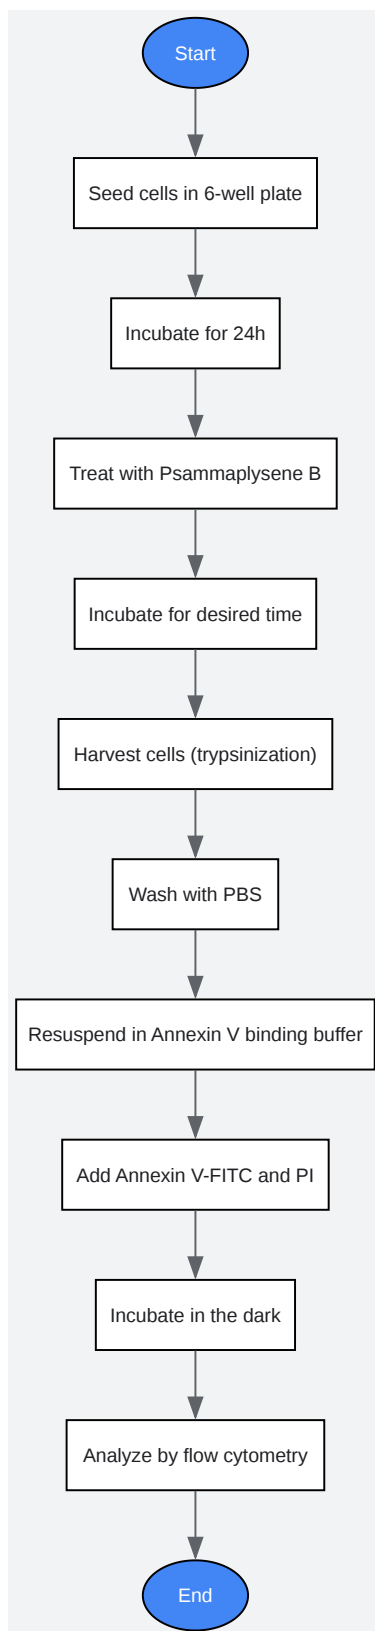 Start
Seed cells in 6-well plate
Incubate for 24h
Treat with Psammaplysene B
Incubate for desired time
Harvest cells (trypsinization)
Wash with PBS
Resuspend in Annexin V binding buffer
Add Annexin V-FITC and PI
Incubate in the dark
Analyze by flow cytometry
End